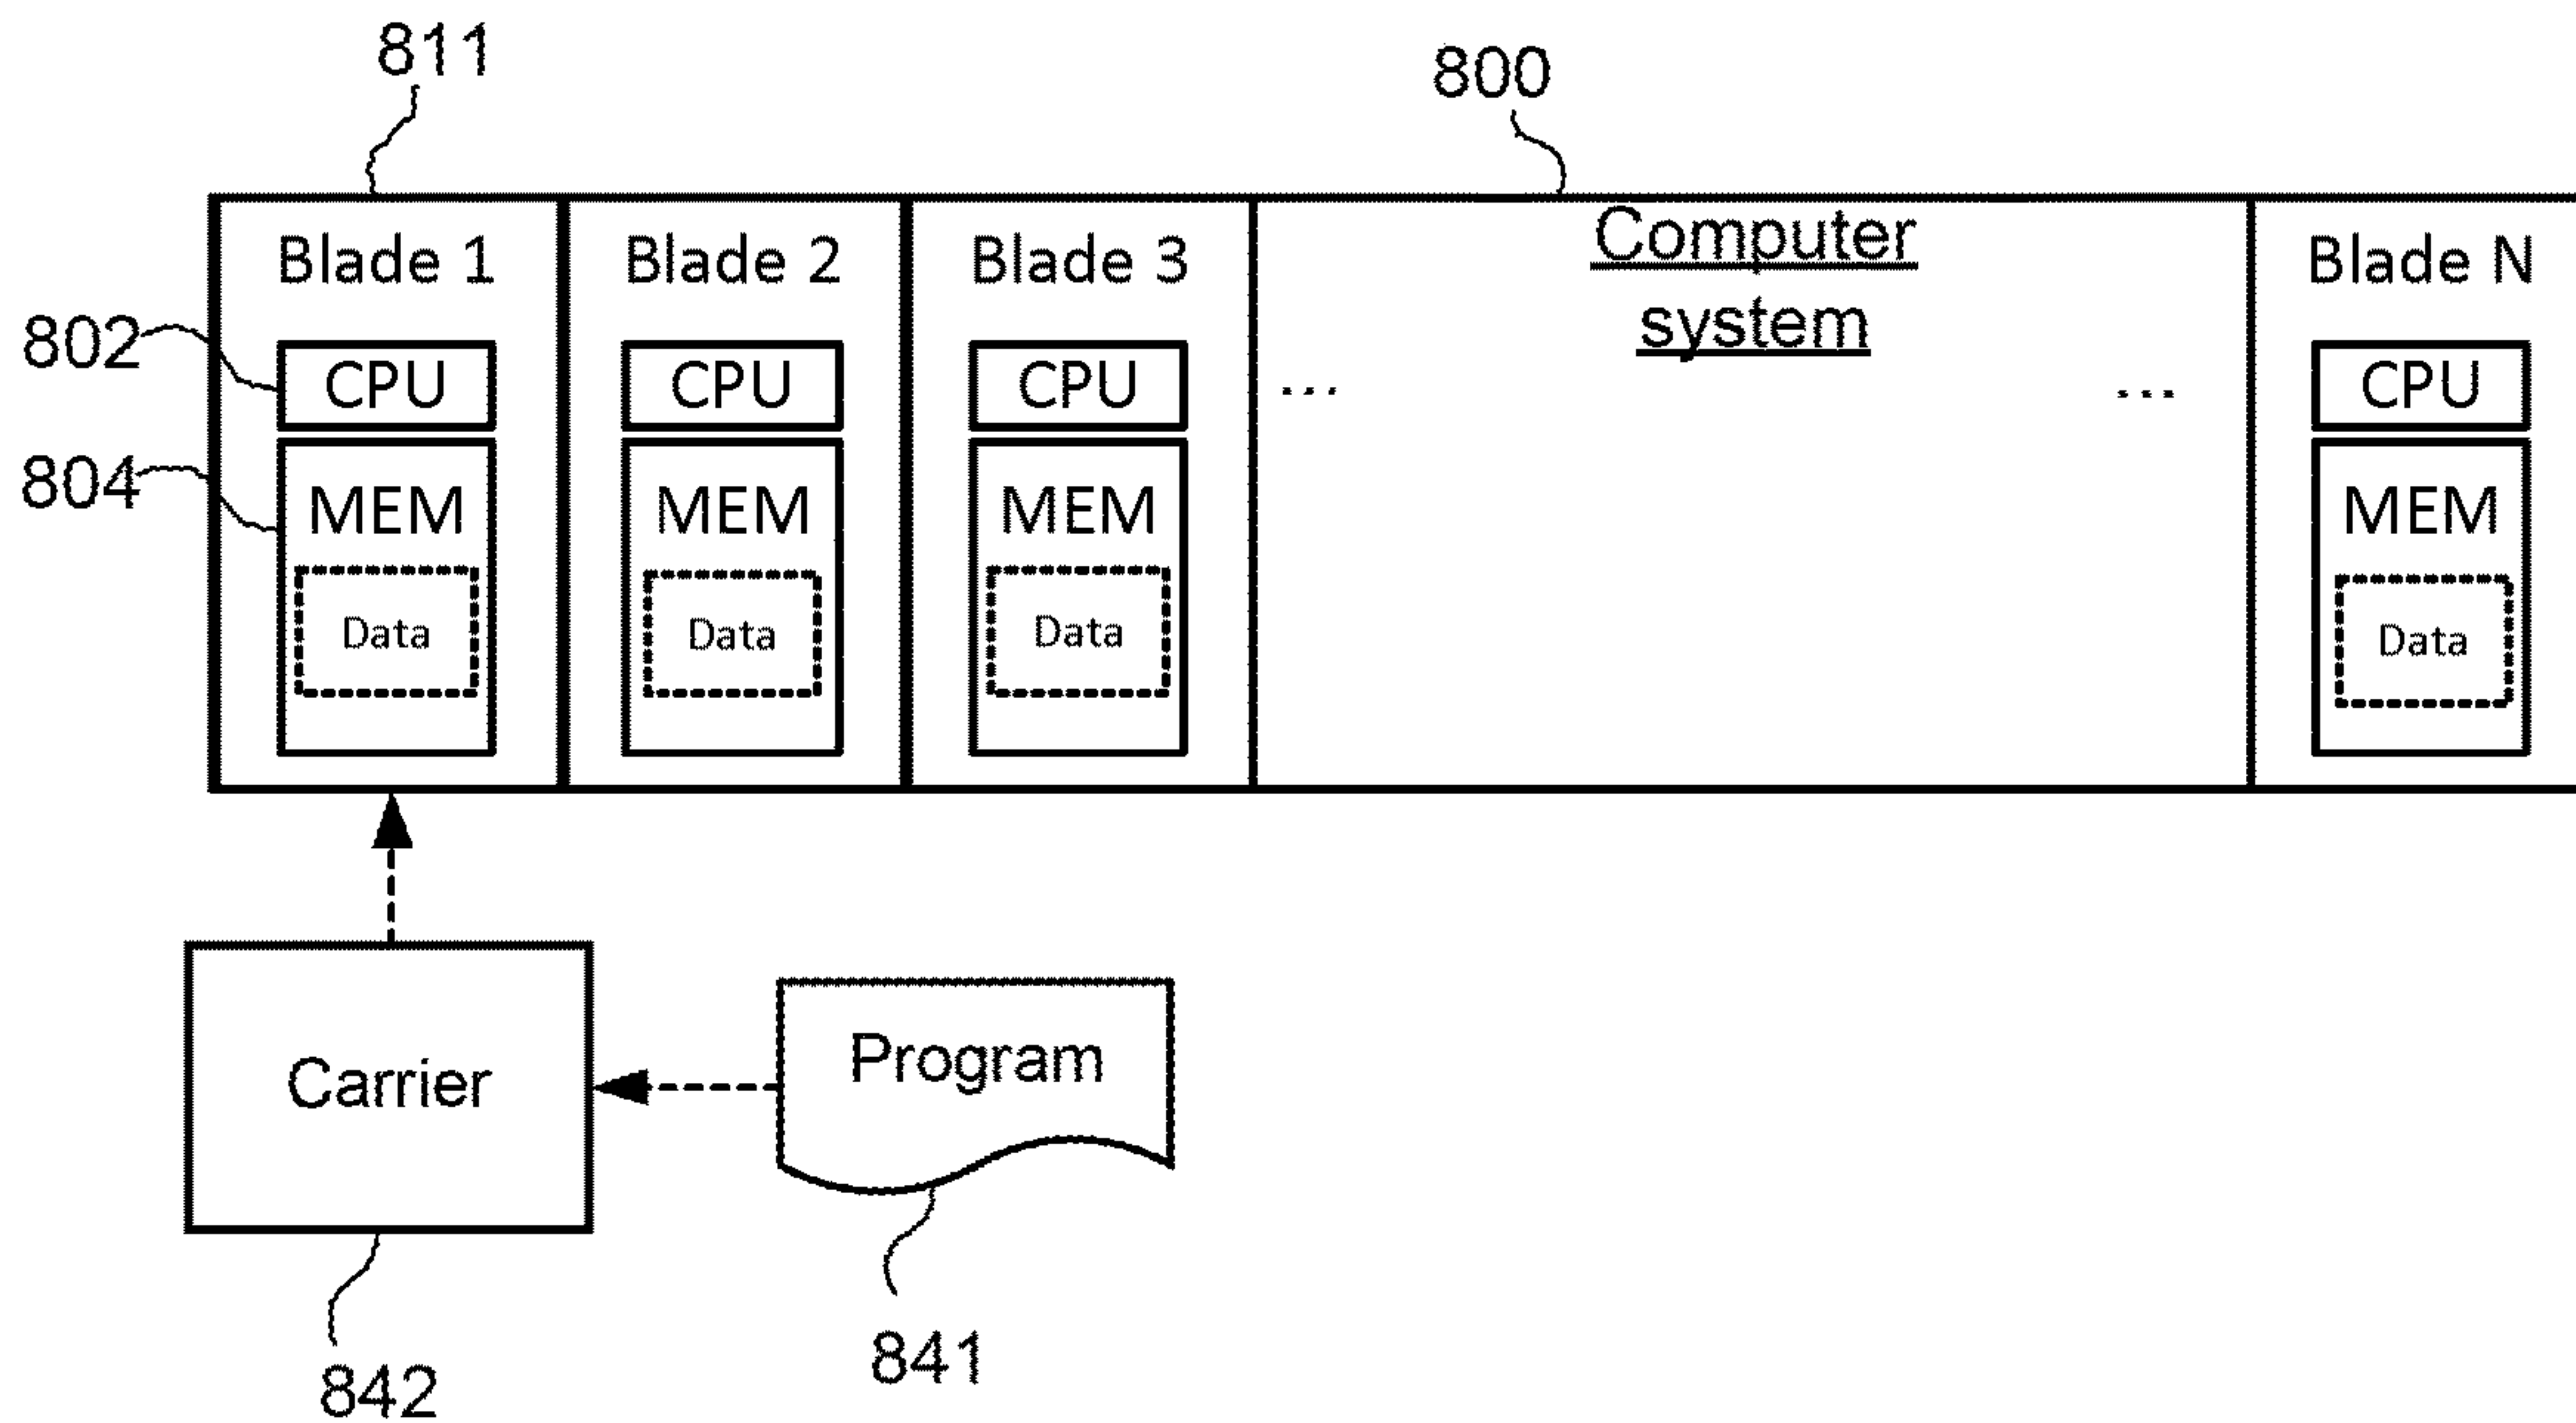 811
800
Blade 1
Blade 2
Blade 3
Computer
system
Blade N
802
CPU
CPU
CPU
...
...
CPU
804
MEM
MEM
MEM
MEM
Data
Data
Data
Data
Carrier
Program
842
841